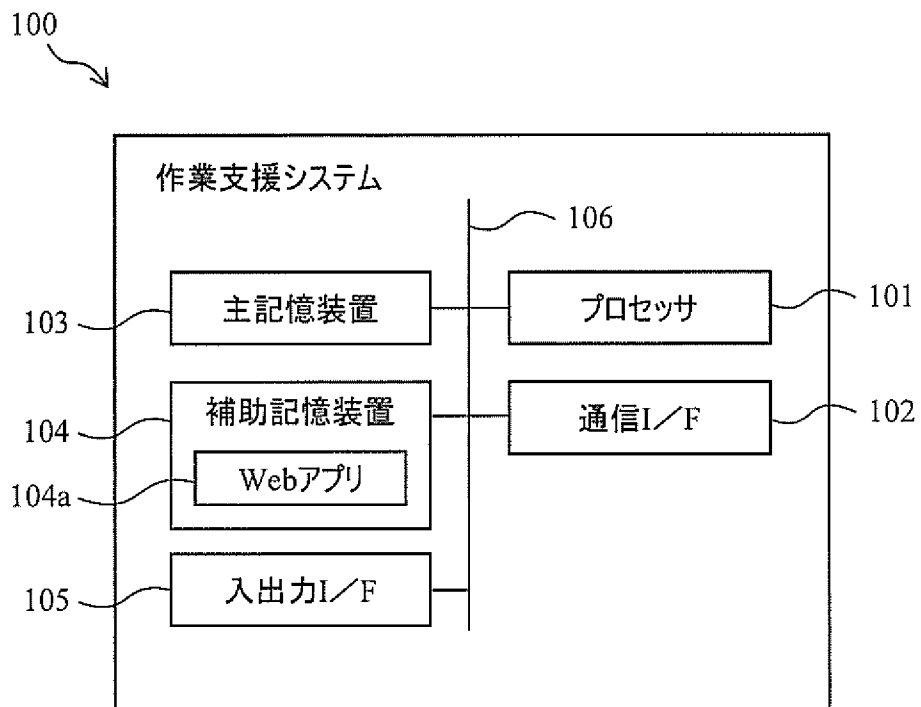 100
作業支援システム
106
103
主記憶装置
プロセッサ
101
104
補助記憶装置
通信I／F
102
104a
Webアプリ
105
入出力I／F